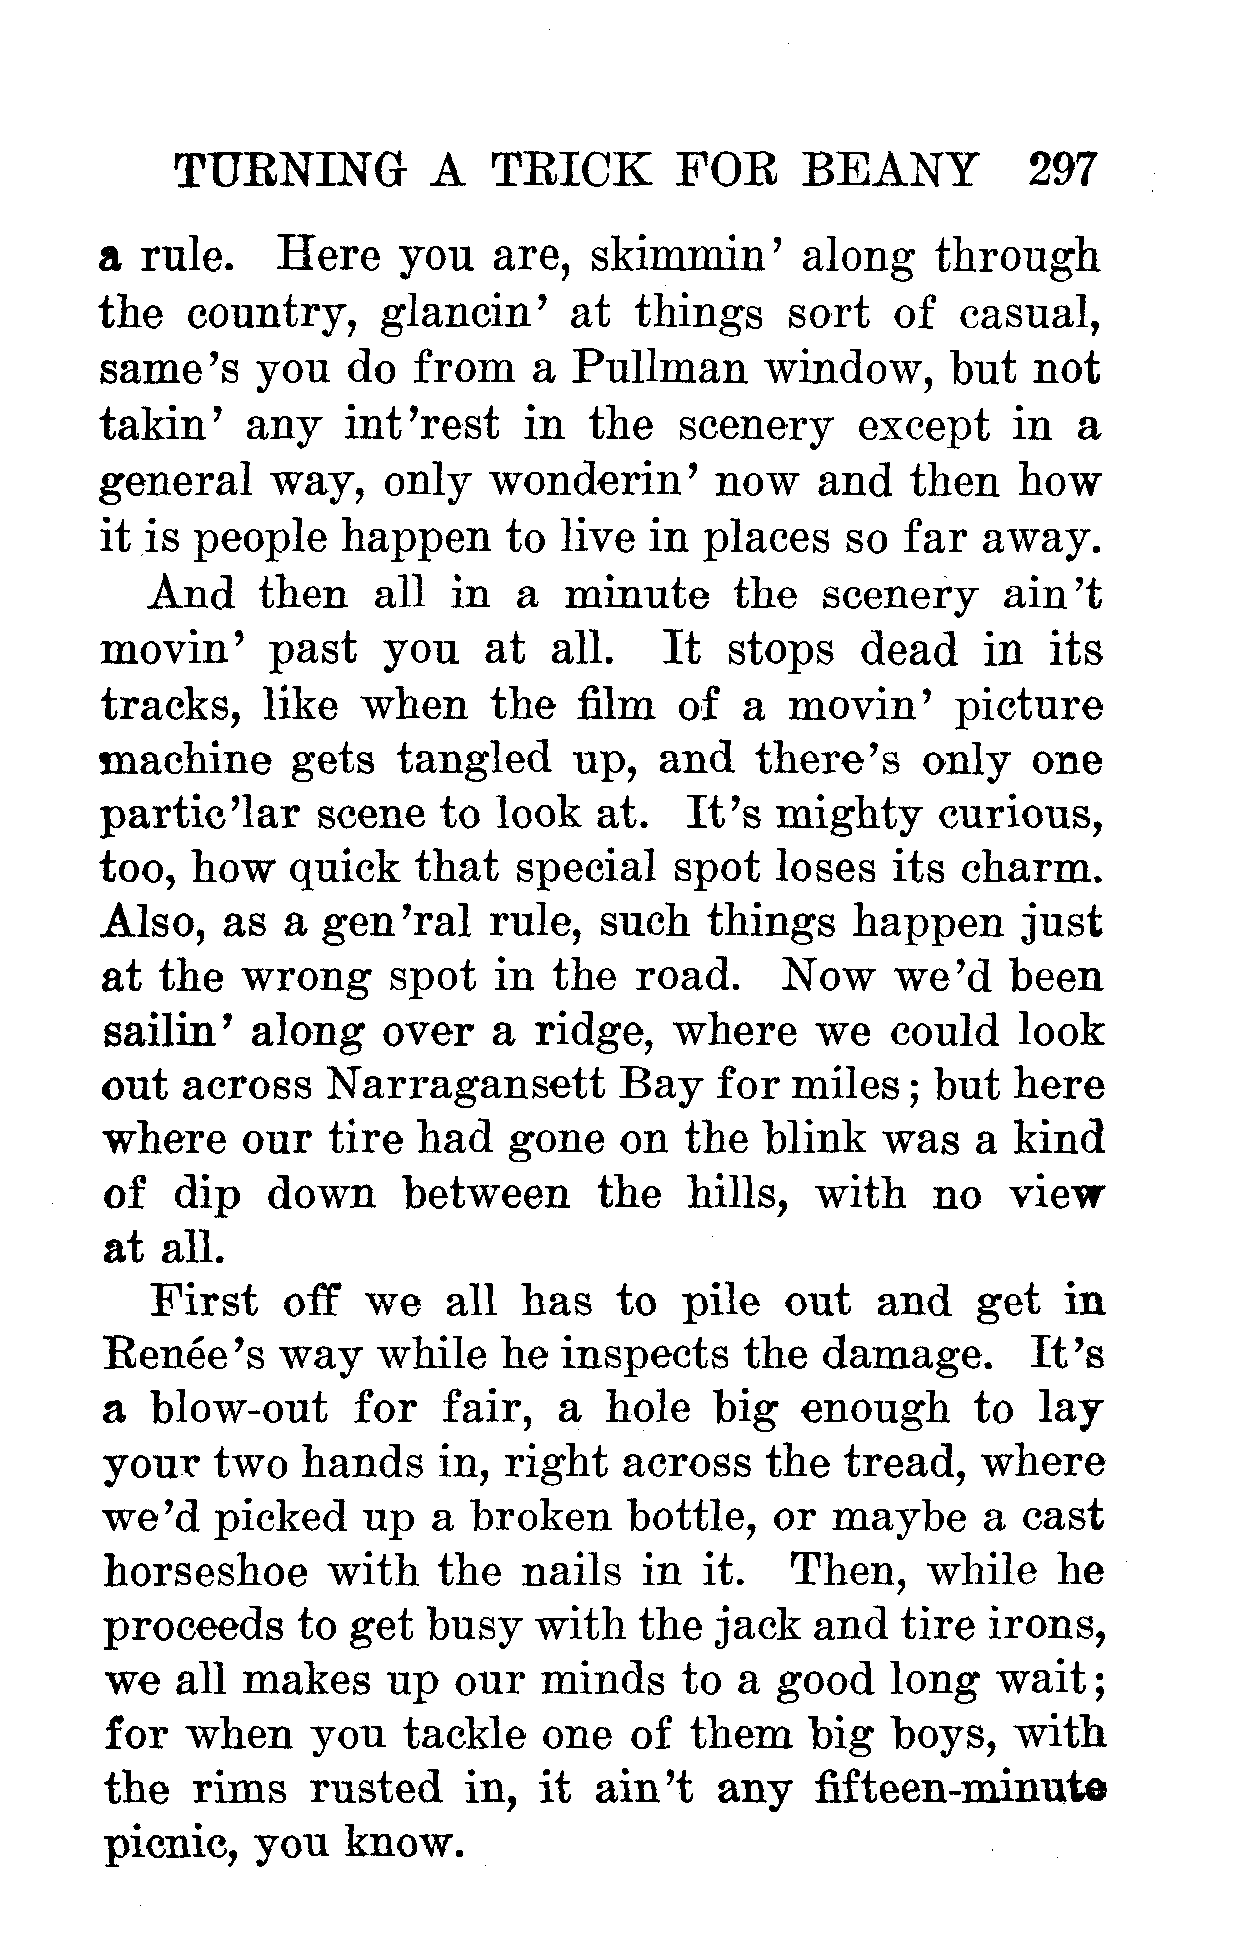 TURNING A TRICK FOR BEANY 297
a rule. Here you are, skimmin' along through
the country, glancin' at things sort of casual,
same's you do from a Pullman window, but not
takin' any int'rest in the scenery except in a
general way, only wonderin' now and then how
it is people happen to live in places so far away.
And then all in a minute the scenery ain't
movin' past you at all. It stops dead in its
tracks, like when the film of a movin' picture
machine gets tangled up, and there's only one
partic'lar scene to look at. It's mighty curious,
too, how quick that special spot loses its charm.
Also, as a gen'ral rule, such things happen just
at the wrong spot in the road. Now we'd been
sailin' along over a ridge, where we could look
out across Narragansett Bay for miles; but here
where our tire had gone on the blink was a kind
of dip down between the hills, with no view
at all.
First off we all has to pile out and get in
Renée's way while he inspects the damage. It's
a blow-out for fair, a hole big enough to lay
your two hands in, right across the tread, where
we'd picked up a broken bottle, or maybe a cast
horseshoe with the nails in it. Then, while he
proceeds to get busy with the jack and tire irons,
we all makes up our minds to a good long wait;
for when you tackle one of them big boys, with
the rims rusted in, it ain't any fifteen-minute
picnic, you know.